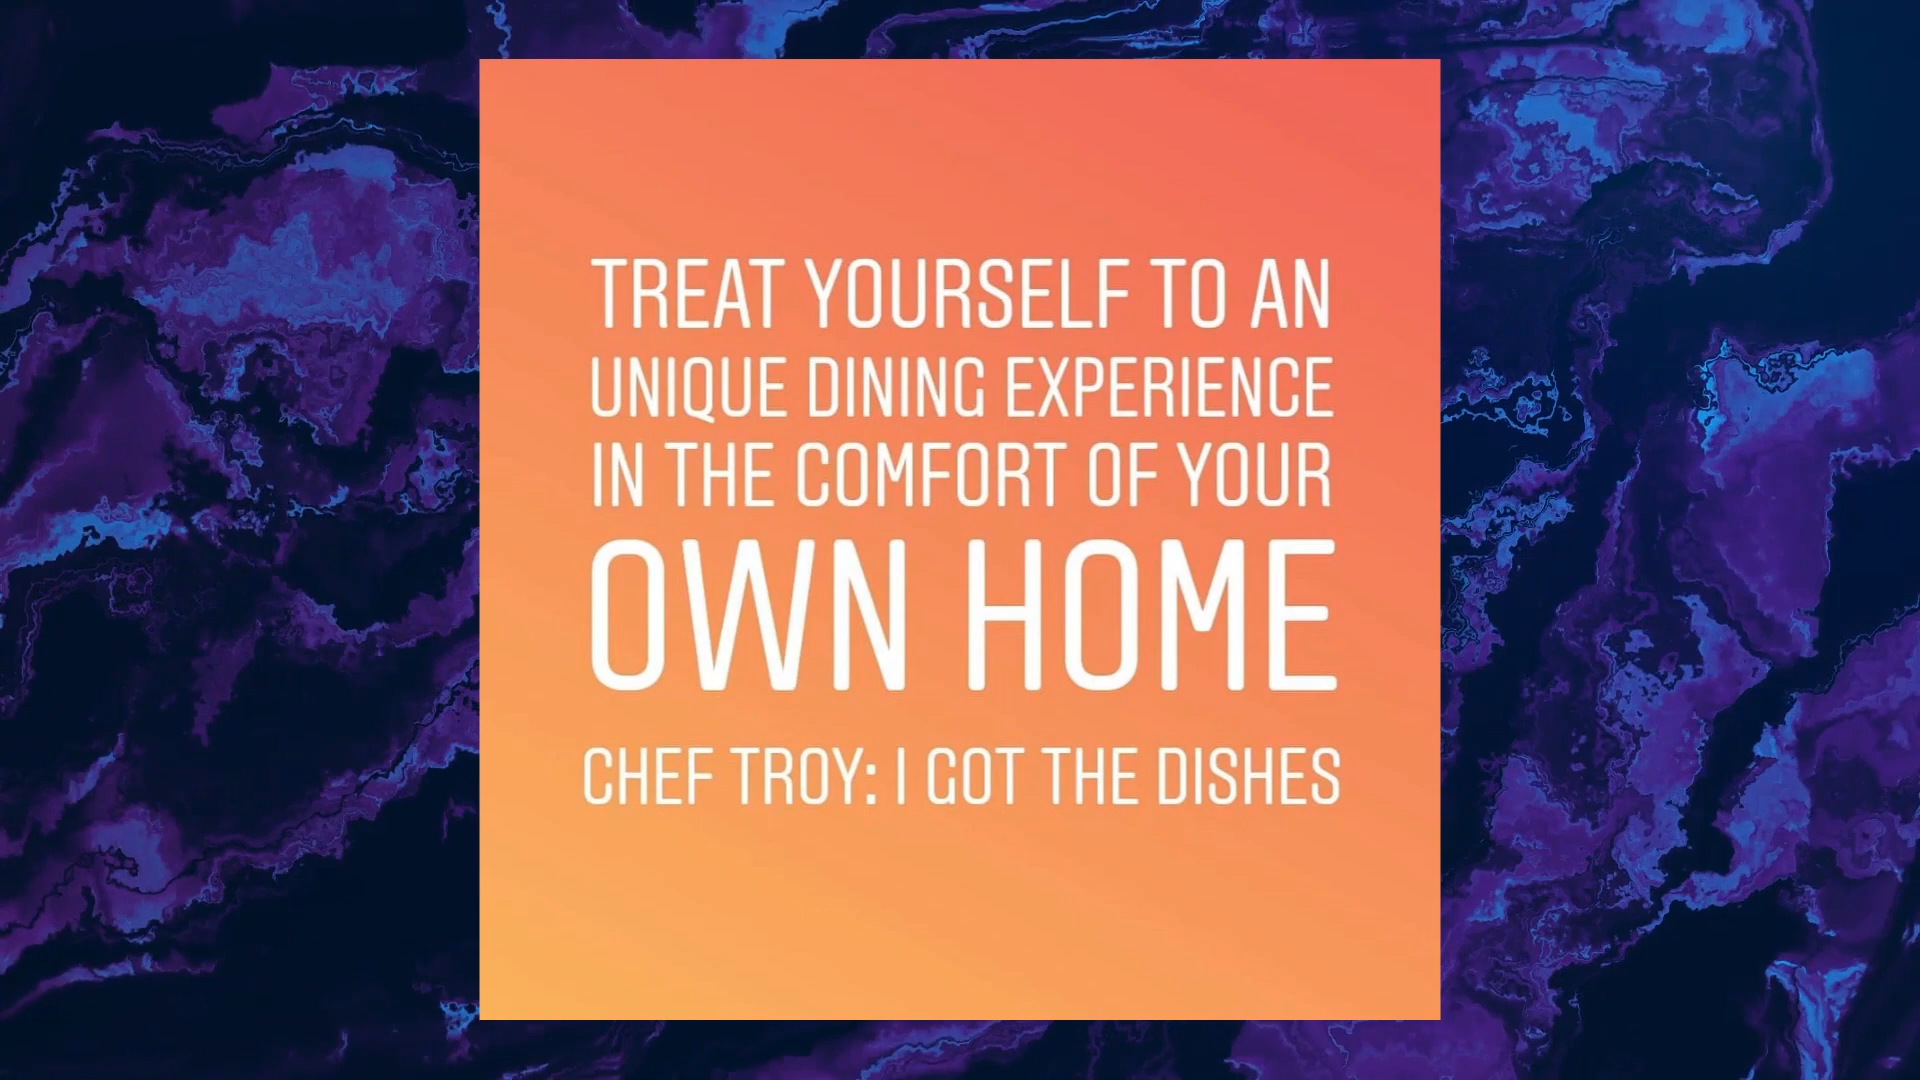 TREAT YOURSELF TO AN
UNIQUE DINING EXPERIENCE
IN THE COMFORT OF YOUR
OWN HOME
CHEF TROY: I GOT THE DISHES